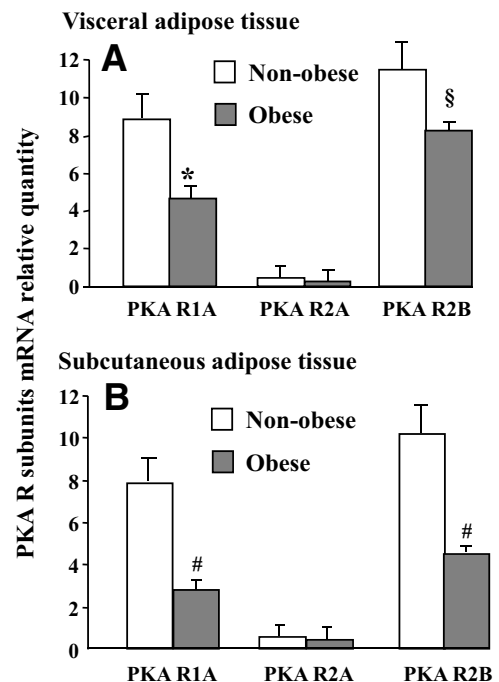 Visceral adipose tissue
A
Non-obese
Obese
12
10
8
6
4
2
0
*
§
PKA R1A PKA R2A PKA R2B
PKA R subunits mRNA relative quantity
Subcutaneous adipose tissue
B
Non-obese
Obese
12
10
8
6
4
2
0
#
#
PKA R1A PKA R2A PKA R2B